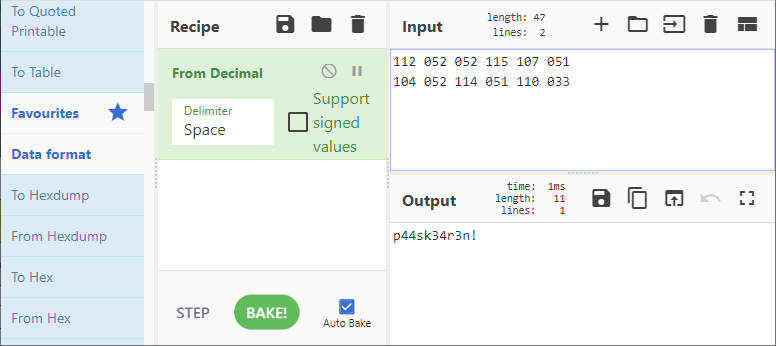 To Quoted
Printable
To Table
Favourites
Data format
To Hexdump
From Hexdump
To Hex
From Hex
Recipe
From Decimal
Delimiter
Space
Support
signed
values
STEP
BAKE!
Auto Bake
Input
length: 47
lines: 2
112 052 052 115 107 051
104 052 114 051 110 033
Output
time: 1ms
length: 11
lines: 1
p44sk34r3n!